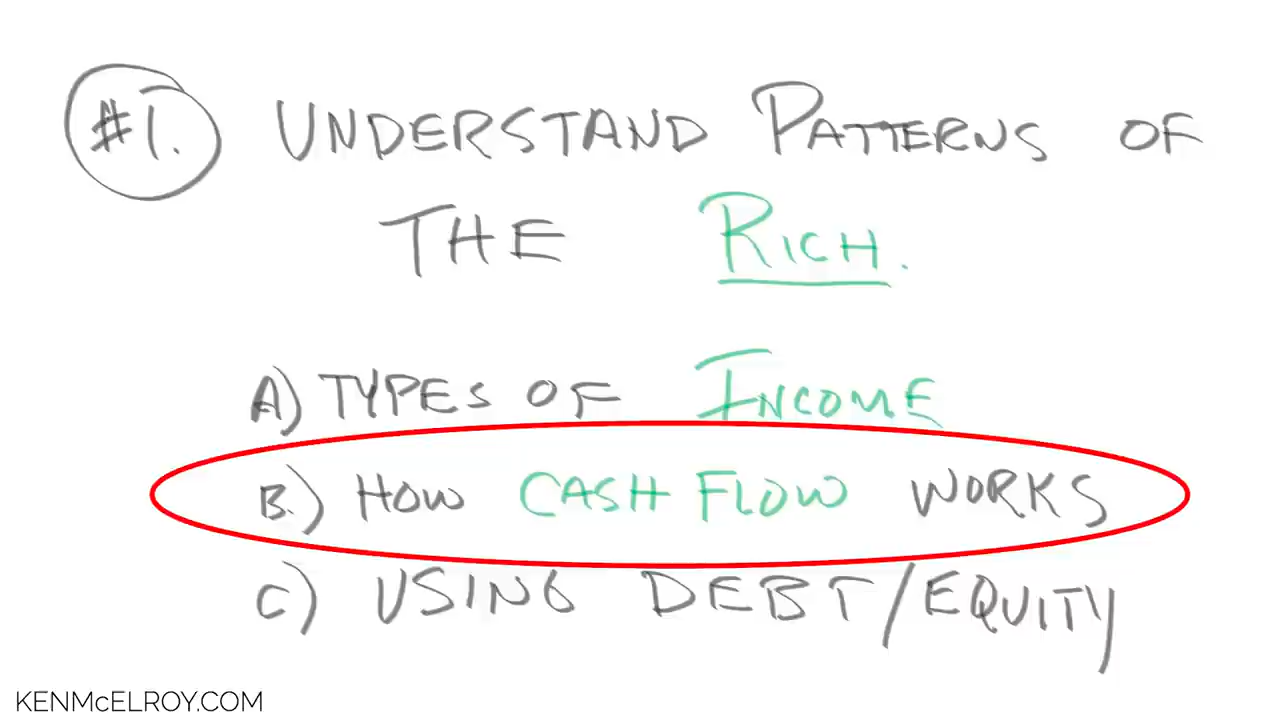 #1. UNDERSTAND PATTERNS OF
THE RICH.
A) TYPES OF INCOME
B.) HOW CASH FLOW WORKS
C) USING DEBT/EQUITY
KENMcELROY.COM